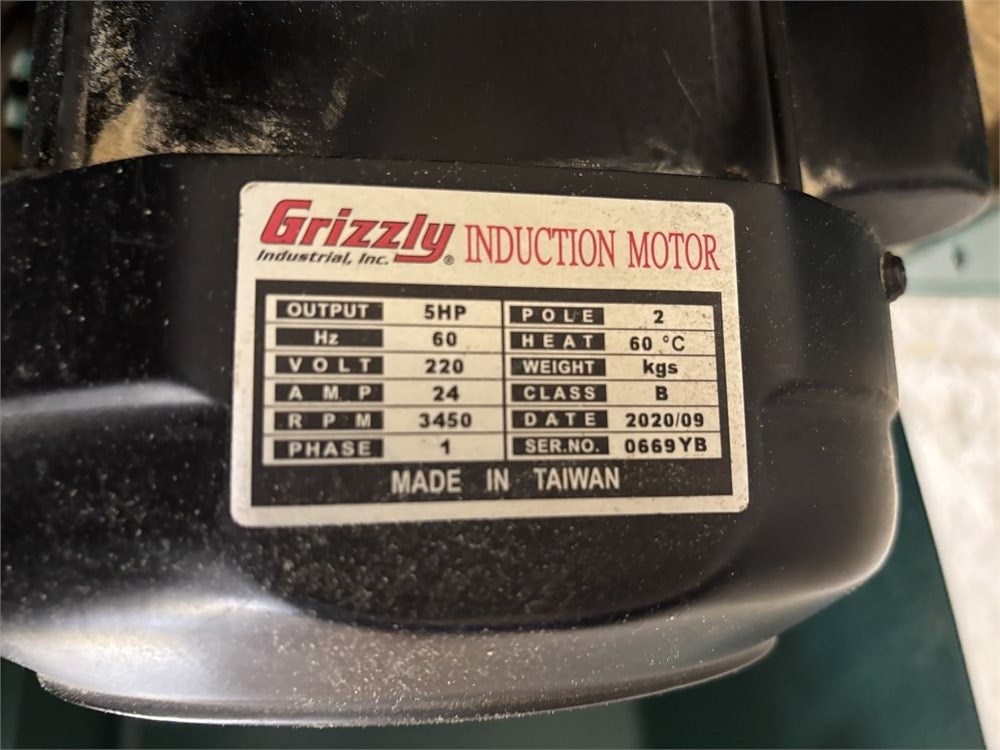 Grizzly® INDUCTION MOTOR
Industrial, Inc.
OUTPUT 5HP POLE 2
Hz 60 HEAT 60 °C
VOLT 220 WEIGHT kgs
AMP 24 CLASS B
RPM 3450 DATE 2020/09
PHASE 1 SER.NO. 0669YB
MADE IN TAIWAN